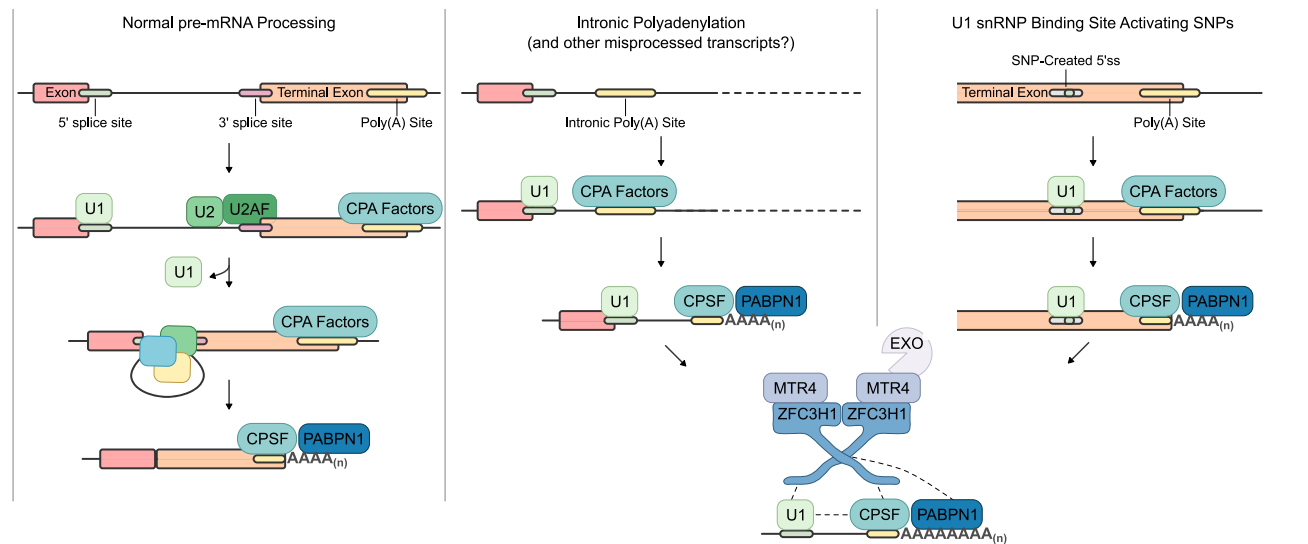 Normal pre-mRNA Processing
Exon
Terminal Exon
5' splice site
3' splice site
Poly(A) Site
U1
U2
U2AF
CPA Factors
U1
CPA Factors
CPSF
PABPN1
AAAA(n)
Intronic Polyadenylation
(and other misprocessed transcripts?)
Intronic Poly(A) Site
U1
CPA Factors
U1
CPSF
PABPN1
AAAA(n)
U1 snRNP Binding Site Activating SNPs
SNP-Created 5'ss
Terminal Exon
Poly(A) Site
U1
CPA Factors
U1
CPSF
PABPN1
AAAA(n)
EXO
MTR4
MTR4
ZFC3H1
ZFC3H1
U1
CPSF
PABPN1
AAAAAAAA(n)